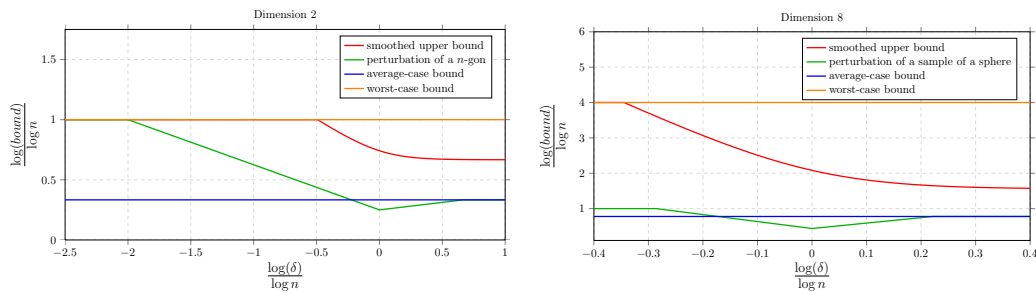 Dimension 2
1.5
1
0.5
0
log(bound)
log n
smoothed upper bound
perturbation of a n-gon
average-case bound
worst-case bound
-2.5 -2 -1.5 -1 -0.5 0 0.5 1
log(δ)
log n
Dimension 8
6
5
4
3
2
1
log(bound)
log n
smoothed upper bound
perturbation of a sample of a sphere
average-case bound
worst-case bound
-0.4 -0.3 -0.2 -0.1 0 0.1 0.2 0.3 0.4
log(δ)
log n